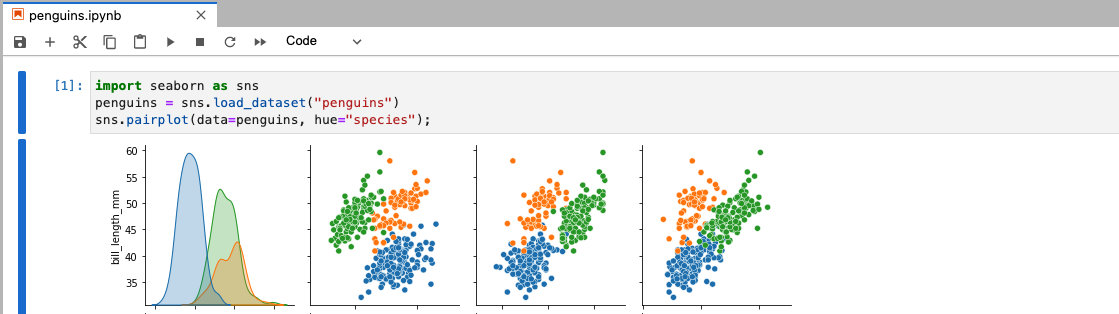 penguins.ipynb
Code
[1]:
import seaborn as sns
penguins = sns.load_dataset("penguins")
sns.pairplot(data=penguins, hue="species");
60
55
50
45
40
35
bill_length_mm